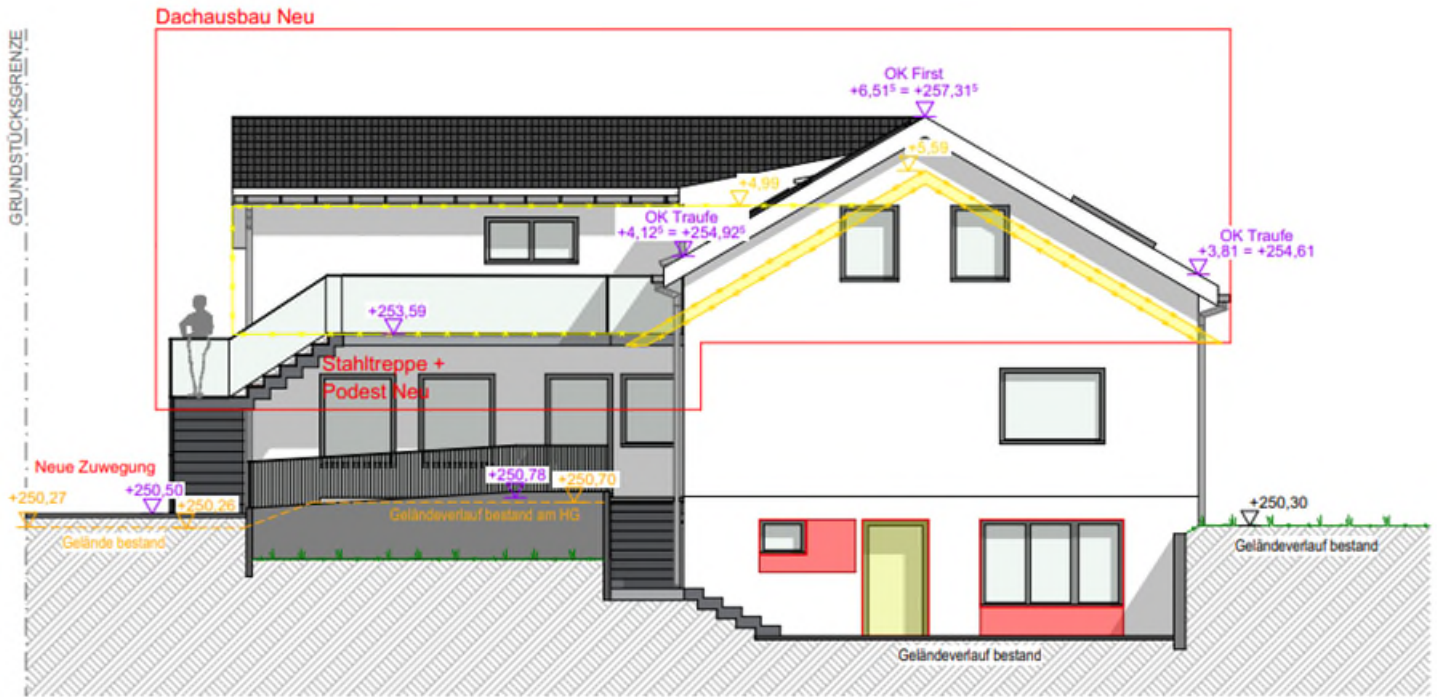 Dachausbau Neu
GRUNDSTÜCKSGRENZE
OK First
+6,51⁵ = +257,31⁵
+5,59
+4,99
OK Traufe
+4,12⁵ = +254,92⁵
OK Traufe
+3,81 = +254,61
+253,59
Stahltreppe +
Podest Neu
Neue Zuwegung
+250,27
+250,50
+250,26
+250,78
+250,70
Geländeverlauf bestand am HG
Gelände bestand
+250,30
Geländeverlauf bestand
Geländeverlauf bestand